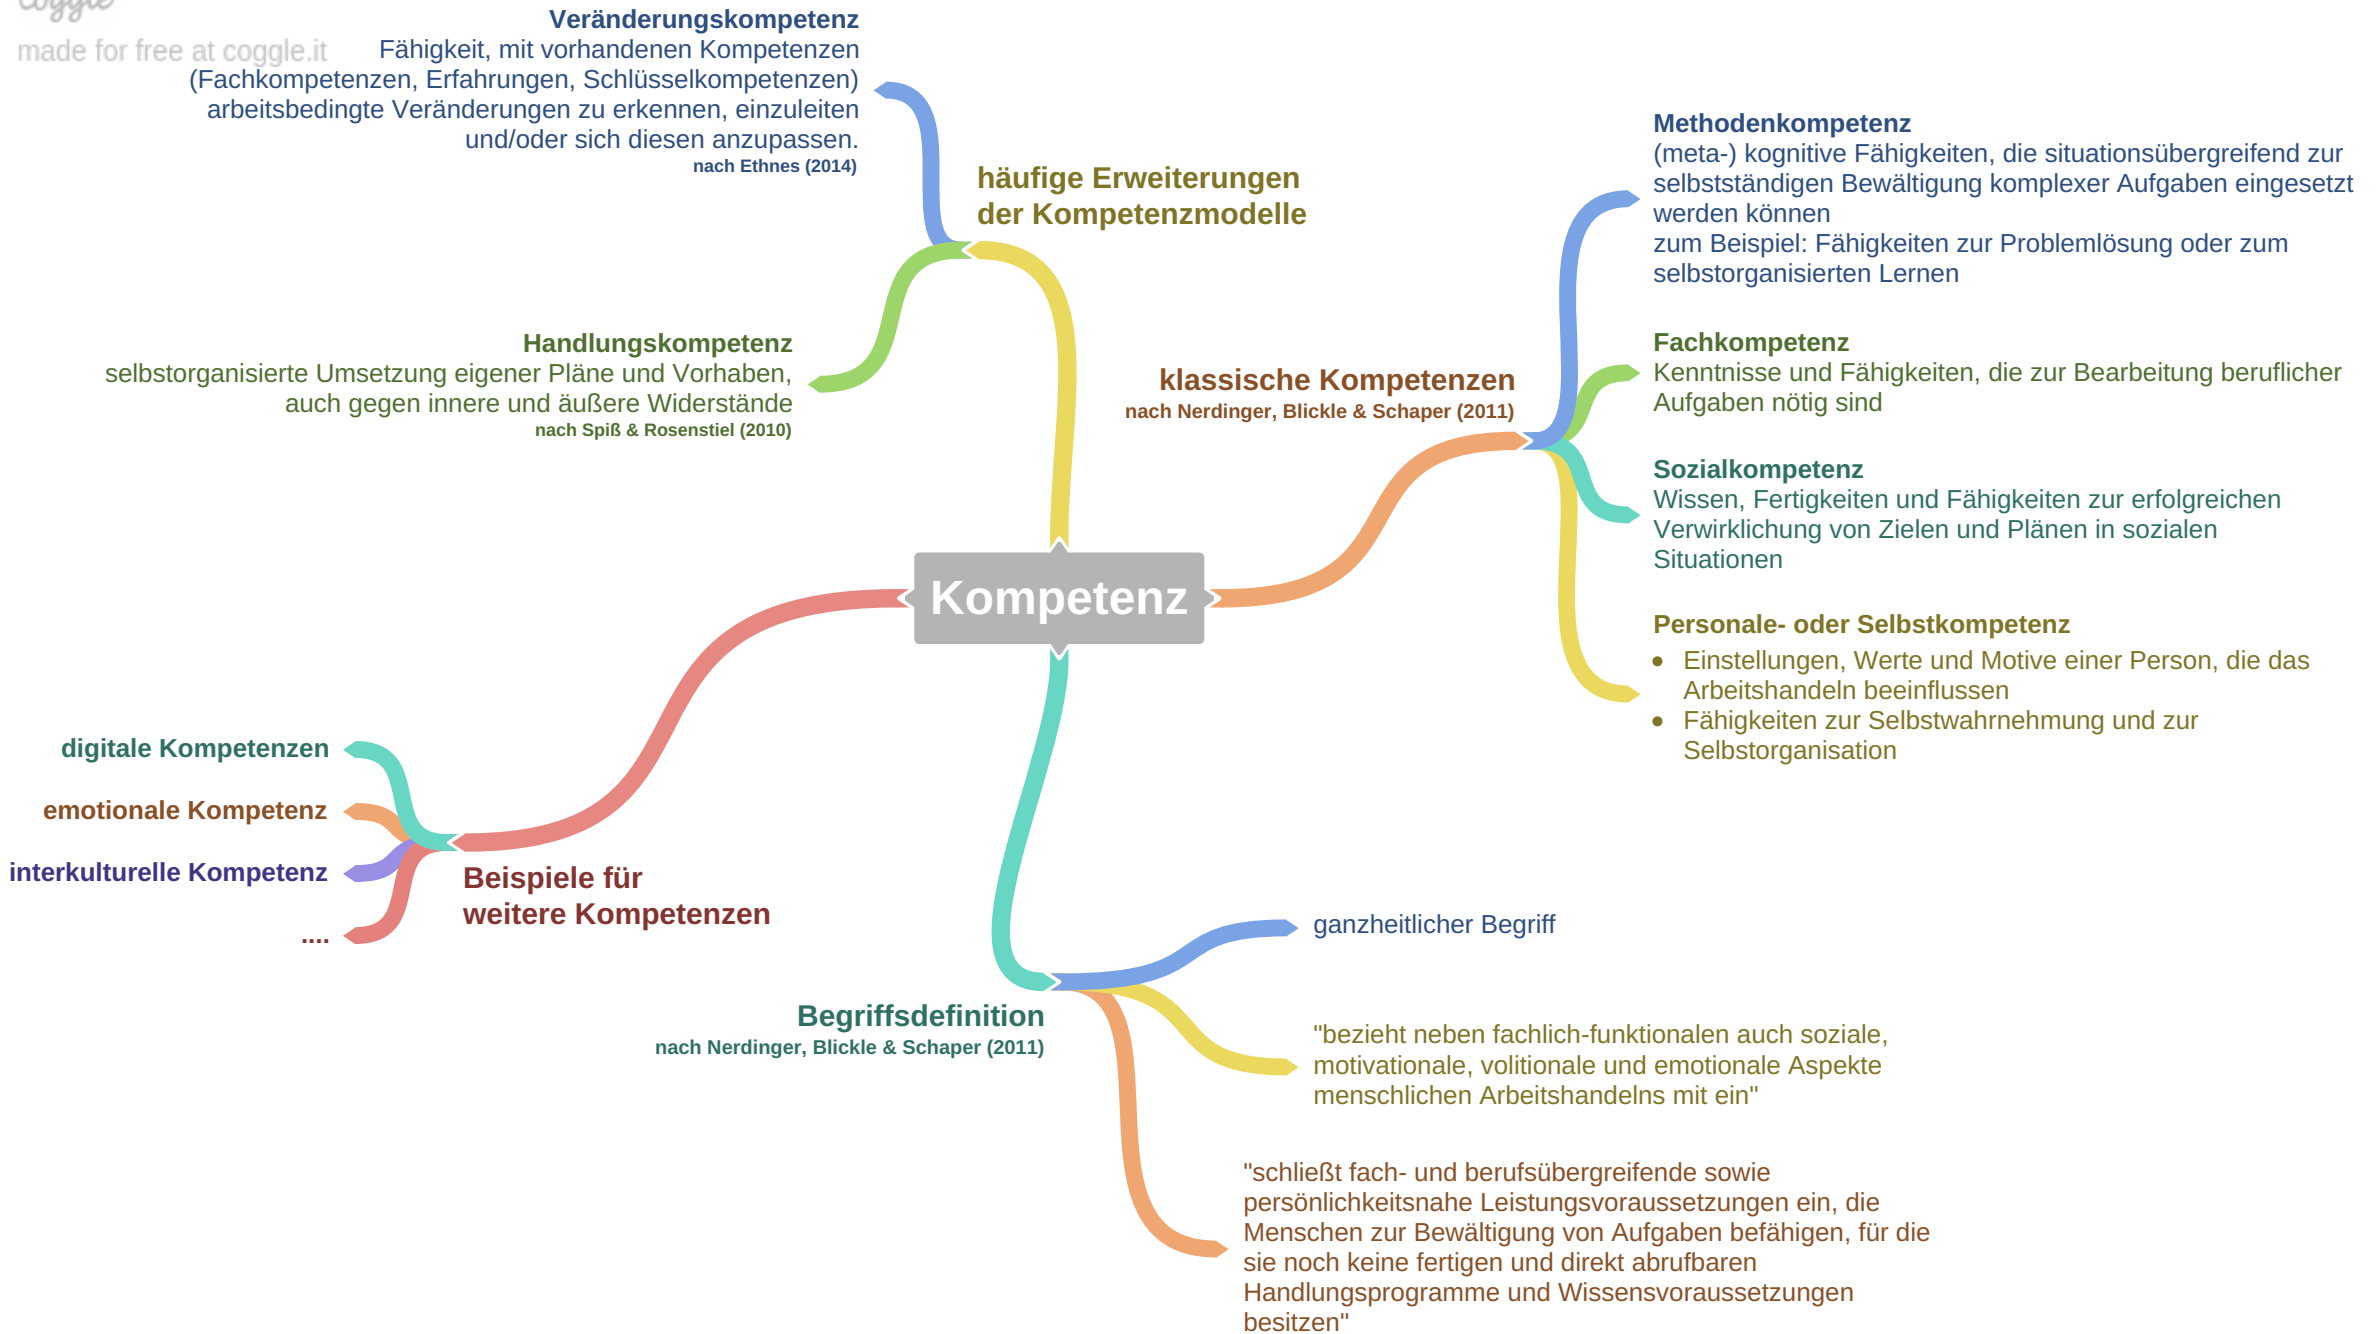 coggle
made for free at coggle.it
Veränderungskompetenz
Fähigkeit, mit vorhandenen Kompetenzen
(Fachkompetenzen, Erfahrungen, Schlüsselkompetenzen)
arbeitsbedingte Veränderungen zu erkennen, einzuleiten
und/oder sich diesen anzupassen.
nach Ethnes (2014)
häufige Erweiterungen
der Kompetenzmodelle
Handlungskompetenz
selbstorganisierte Umsetzung eigener Pläne und Vorhaben,
auch gegen innere und äußere Widerstände
nach Spiß & Rosenstiel (2010)
klassische Kompetenzen
nach Nerdinger, Blickle & Schaper (2011)
Methodenkompetenz
(meta-) kognitive Fähigkeiten, die situationsübergreifend zur
selbstständigen Bewältigung komplexer Aufgaben eingesetzt
werden können
zum Beispiel: Fähigkeiten zur Problemlösung oder zum
selbstorganisierten Lernen
Fachkompetenz
Kenntnisse und Fähigkeiten, die zur Bearbeitung beruflicher
Aufgaben nötig sind
Sozialkompetenz
Wissen, Fertigkeiten und Fähigkeiten zur erfolgreichen
Verwirklichung von Zielen und Plänen in sozialen
Situationen
Personale- oder Selbstkompetenz
• Einstellungen, Werte und Motive einer Person, die das
Arbeitshandeln beeinflussen
• Fähigkeiten zur Selbstwahrnehmung und zur
Selbstorganisation
Kompetenz
digitale Kompetenzen
emotionale Kompetenz
interkulturelle Kompetenz
....
Beispiele für
weitere Kompetenzen
Begriffsdefinition
nach Nerdinger, Blickle & Schaper (2011)
ganzheitlicher Begriff
"bezieht neben fachlich-funktionalen auch soziale,
motivationale, volitionale und emotionale Aspekte
menschlichen Arbeitshandelns mit ein"
"schließt fach- und berufsübergreifende sowie
persönlichkeitsnahe Leistungsvoraussetzungen ein, die
Menschen zur Bewältigung von Aufgaben befähigen, für die
sie noch keine fertigen und direkt abrufbaren
Handlungsprogramme und Wissensvoraussetzungen
besitzen"